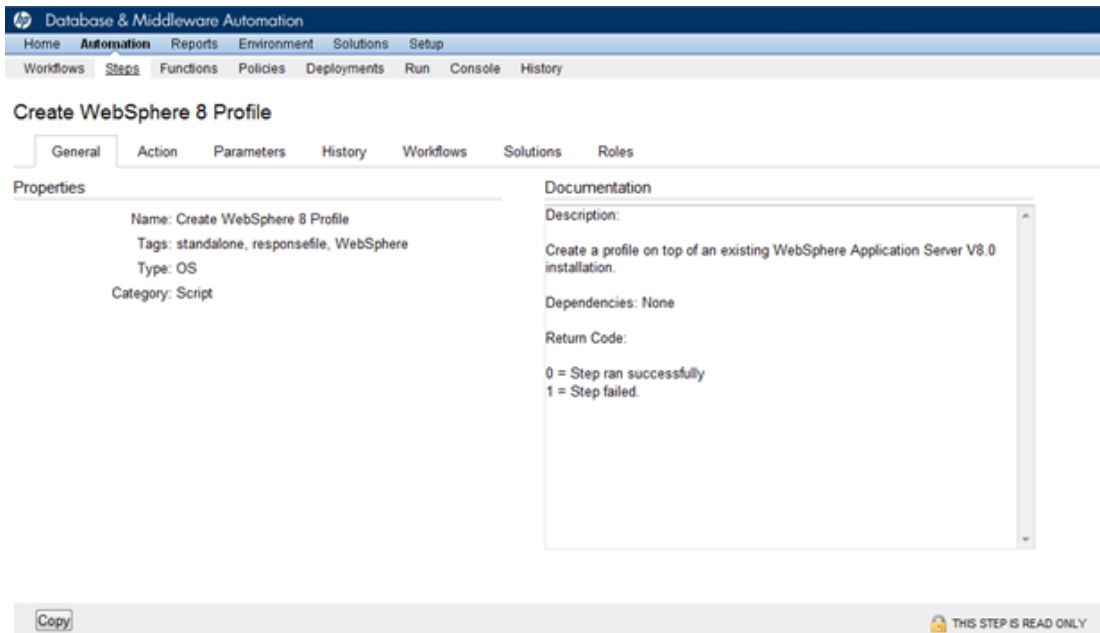 hp Database & Middleware Automation
Home Automation Reports Environment Solutions Setup
Workflows Steps Functions Policies Deployments Run Console History
Create WebSphere 8 Profile
General Action Parameters History Workflows Solutions Roles
Properties
Name: Create WebSphere 8 Profile
Tags: standalone, responsefile, WebSphere
Type: OS
Category: Script
Documentation
Description:
Create a profile on top of an existing WebSphere Application Server V8.0
installation.
Dependencies: None
Return Code:
0 = Step ran successfully
1 = Step failed.
Copy
THIS STEP IS READ ONLY